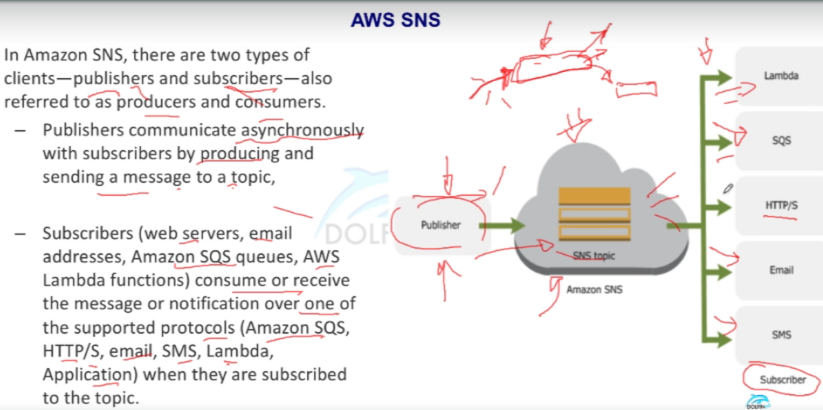 AWS SNS
In Amazon SNS, there are two types of
clients—publishers and subscribers—also
referred to as producers and consumers.
– Publishers communicate asynchronously
with subscribers by producing and
sending a message to a topic,
– Subscribers (web servers, email
addresses, Amazon SQS queues, AWS
Lambda functions) consume or receive
the message or notification over one of
the supported protocols (Amazon SQS,
HTTP/S, email, SMS, Lambda,
Application) when they are subscribed
to the topic.
DOLF
Publisher
SNS topic
Amazon SNS
Lambda
SQS
HTTP/S
Email
SMS
Subscriber